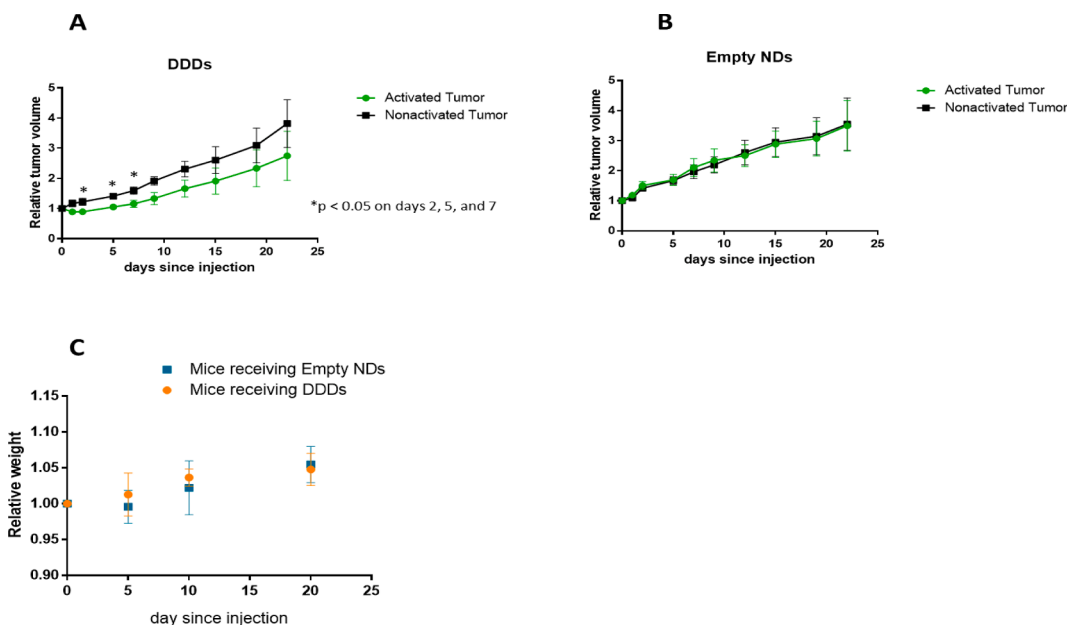 A
DDDs
Relative tumor volume
5
4
3
2
1
0
* * *
0 5 10 15 20 25
days since injection
Activated Tumor
Nonactivated Tumor
*p < 0.05 on days 2, 5, and 7
B
Empty NDs
Relative tumor volume
5
4
3
2
1
0
0 5 10 15 20 25
days since injection
Activated Tumor
Nonactivated Tumor
C
Mice receiving Empty NDs
Mice receiving DDDs
Relative weight
1.15
1.10
1.05
1.00
0.95
0.90
0 5 10 15 20 25
day since injection